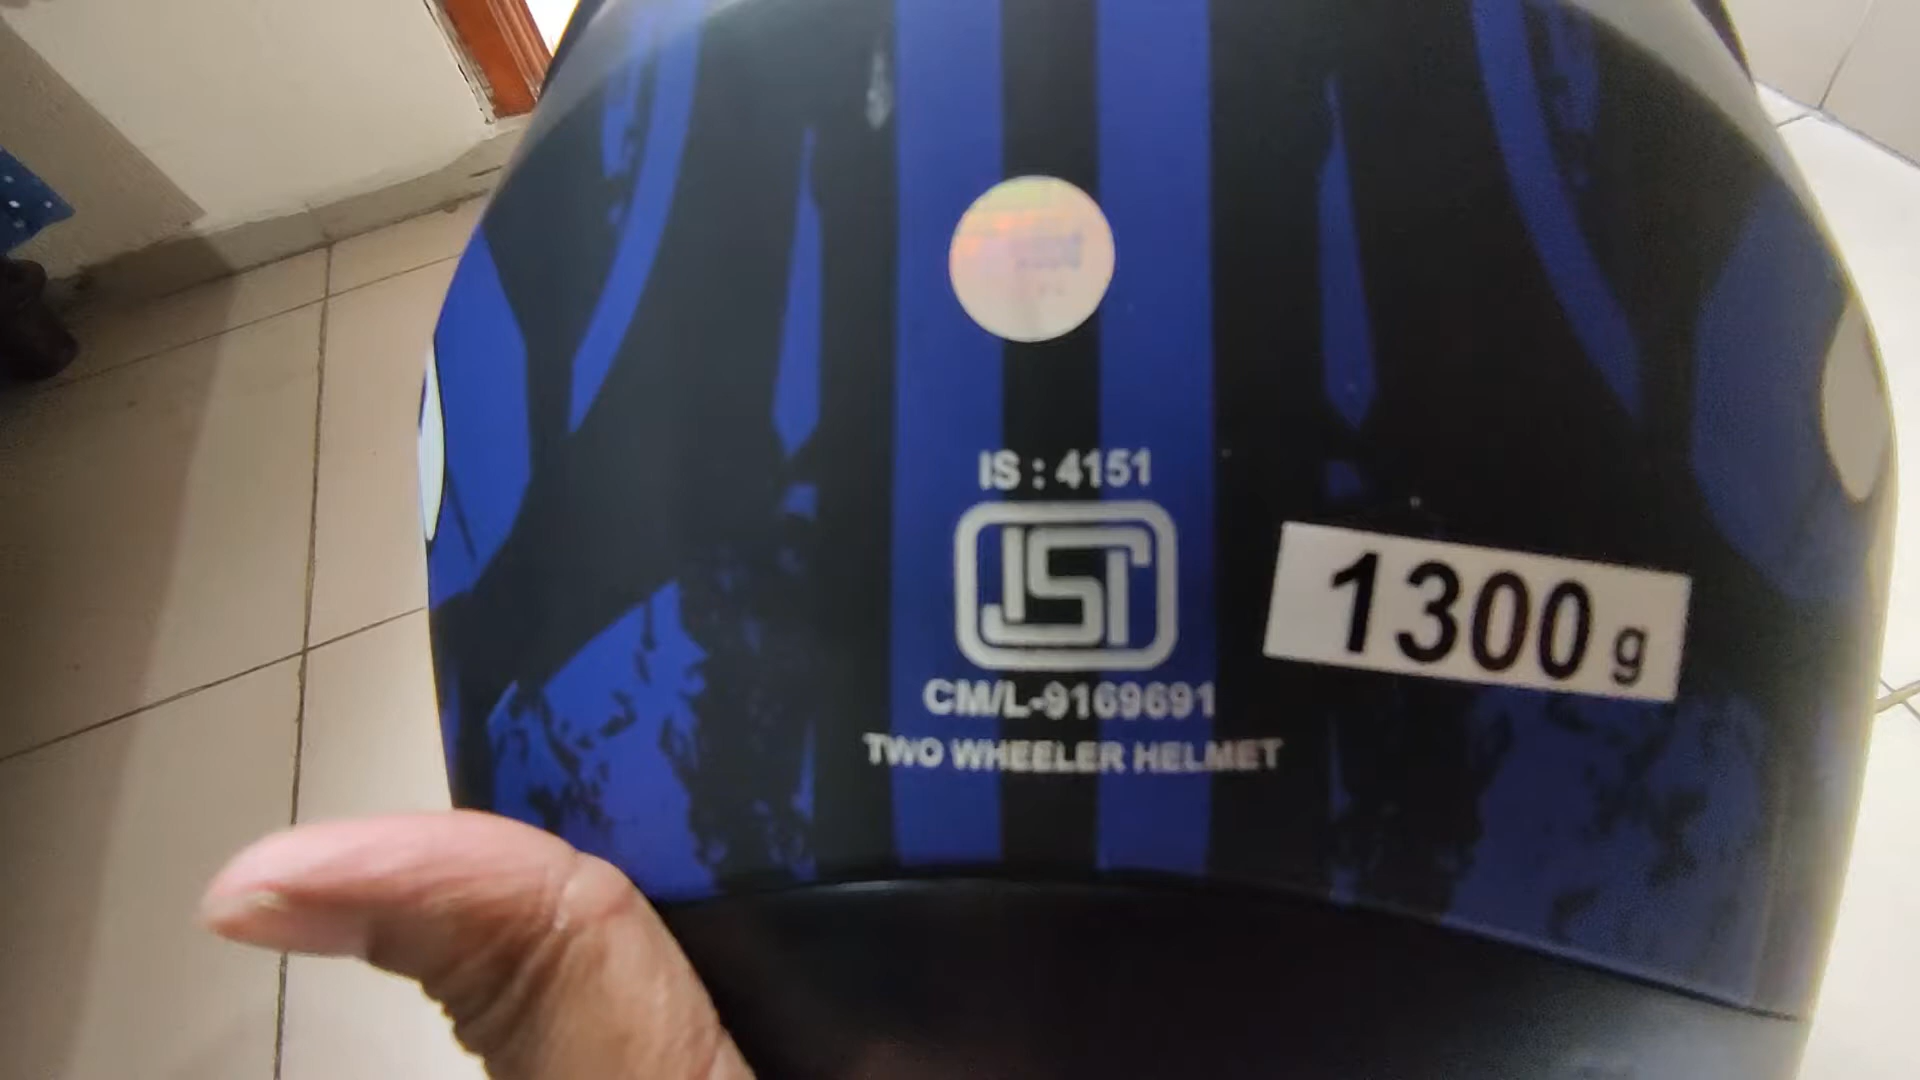 IS : 4151
ISI
CM/L-9169691
TWO WHEELER HELMET
1300 g